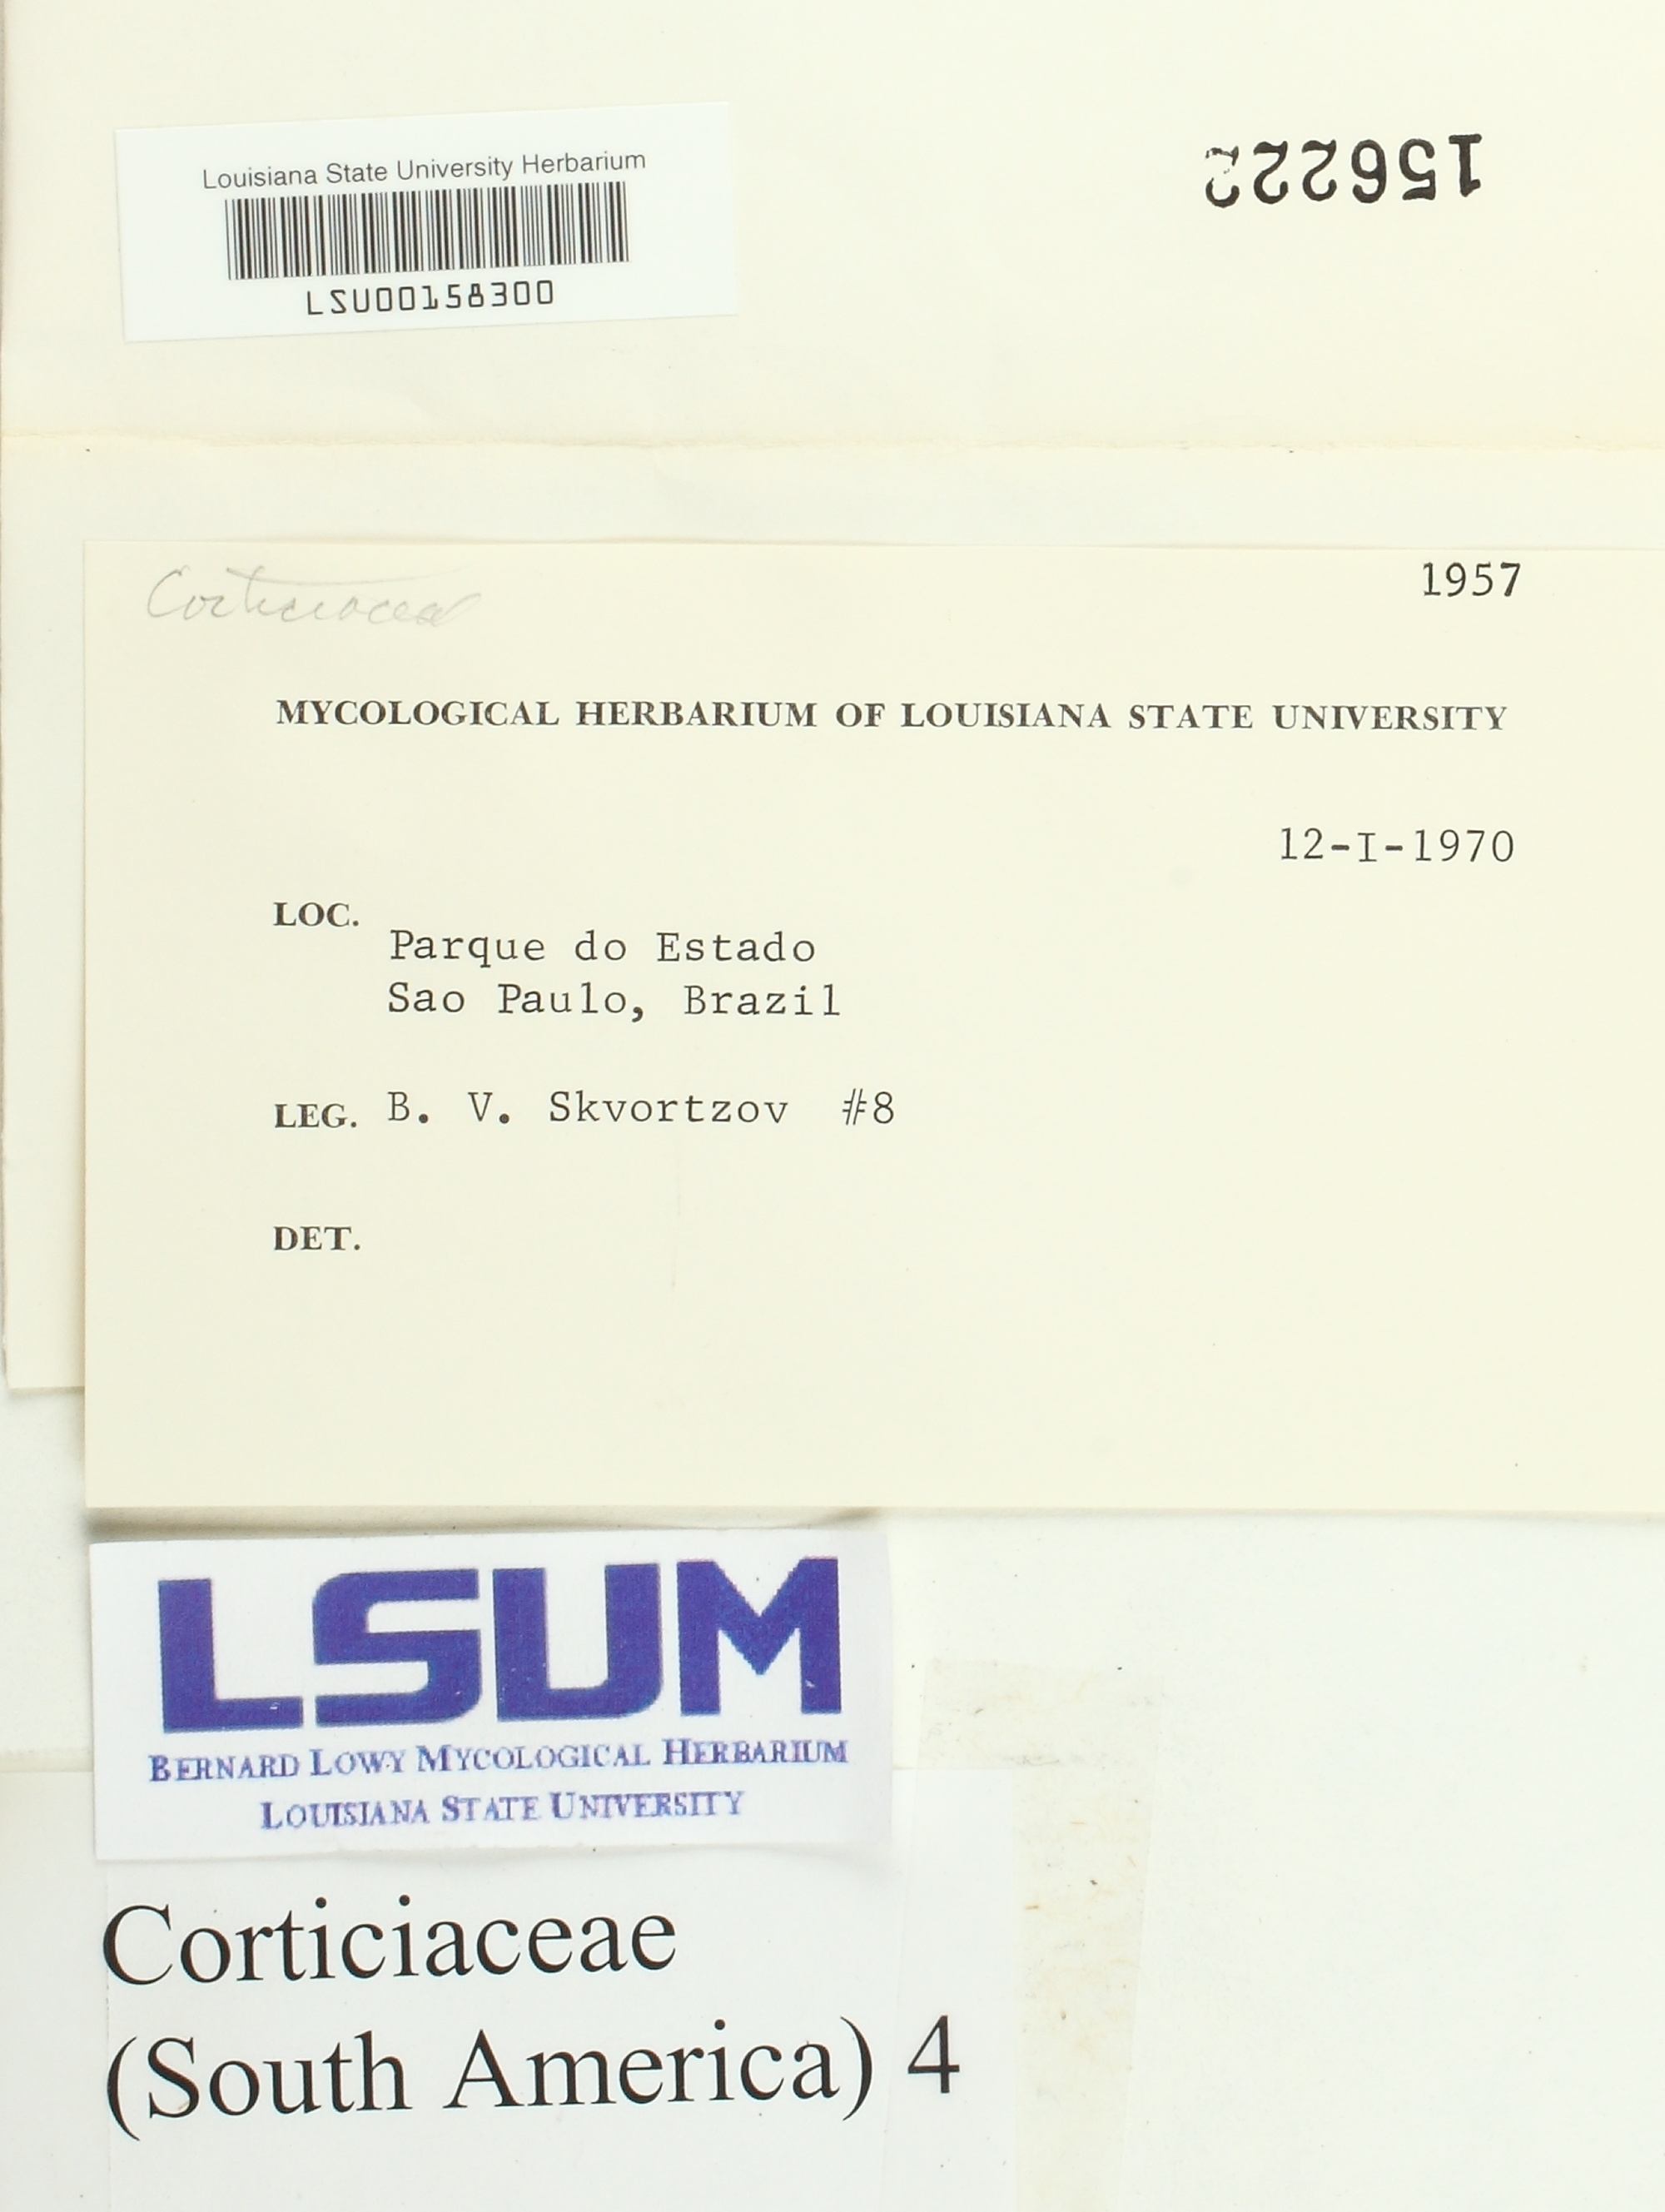 Louisiana State University Herbarium
LSU00158300
156222
Corticiaceae
1957
MYCOLOGICAL HERBARIUM OF LOUISIANA STATE UNIVERSITY
12-I-1970
LOC.
Parque do Estado
Sao Paulo, Brazil
LEG. B. V. Skvortzov #8
DET.
LSUM
BERNARD LOWY MYCOLOGICAL HERBARIUM
LOUISIANA STATE UNIVERSITY
Corticiaceae
(South America) 4